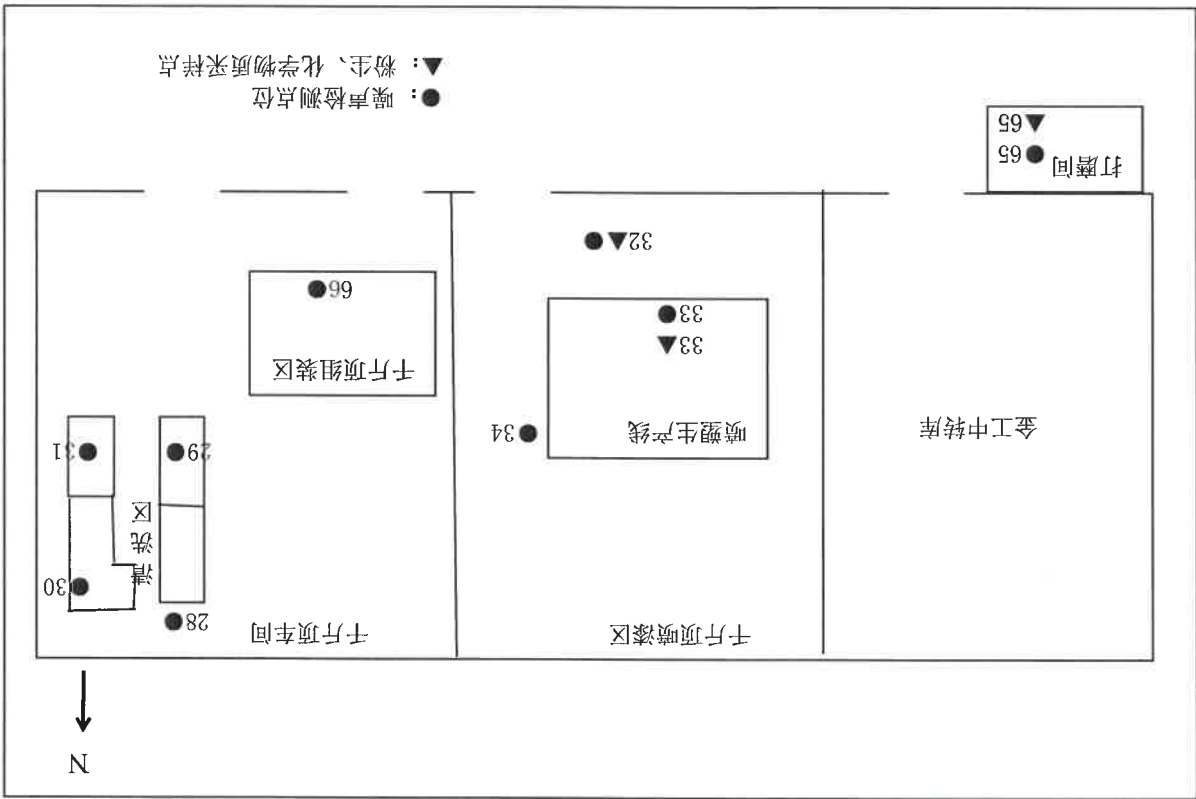 N
千斤顶喷漆区
千斤顶车间
28
30
清洗区
29
31
金工中转库
喷塑生产线
34
千斤顶组装区
33
33
66
32
打磨间
65
65
●：噪声检测点位
▲：粉尘、化学物质采样点